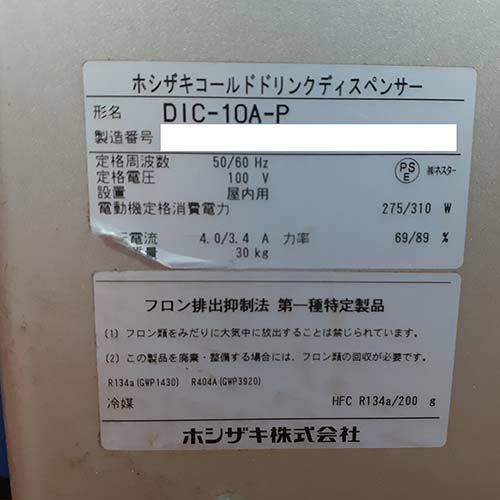 ホシザキコールドドリンクディスペンサー
形名 DIC-10A-P
製造番号
定格周波数 50/60 Hz
定格電圧 100 V
設置 屋内用
電動機定格消費電力 275/310 W
電流 4.0/3.4 A 力率 69/89 %
質量 30 kg
PS E ㈱ネスター
フロン排出抑制法 第一種特定製品
(1) フロン類をみだりに大気中に放出することは禁じられています。
(2) この製品を廃棄・整備する場合には、フロン類の回収が必要です。
R134a(GWP1430) R404A(GWP3920)
冷媒 HFC R134a/200 g
ホシザキ株式会社